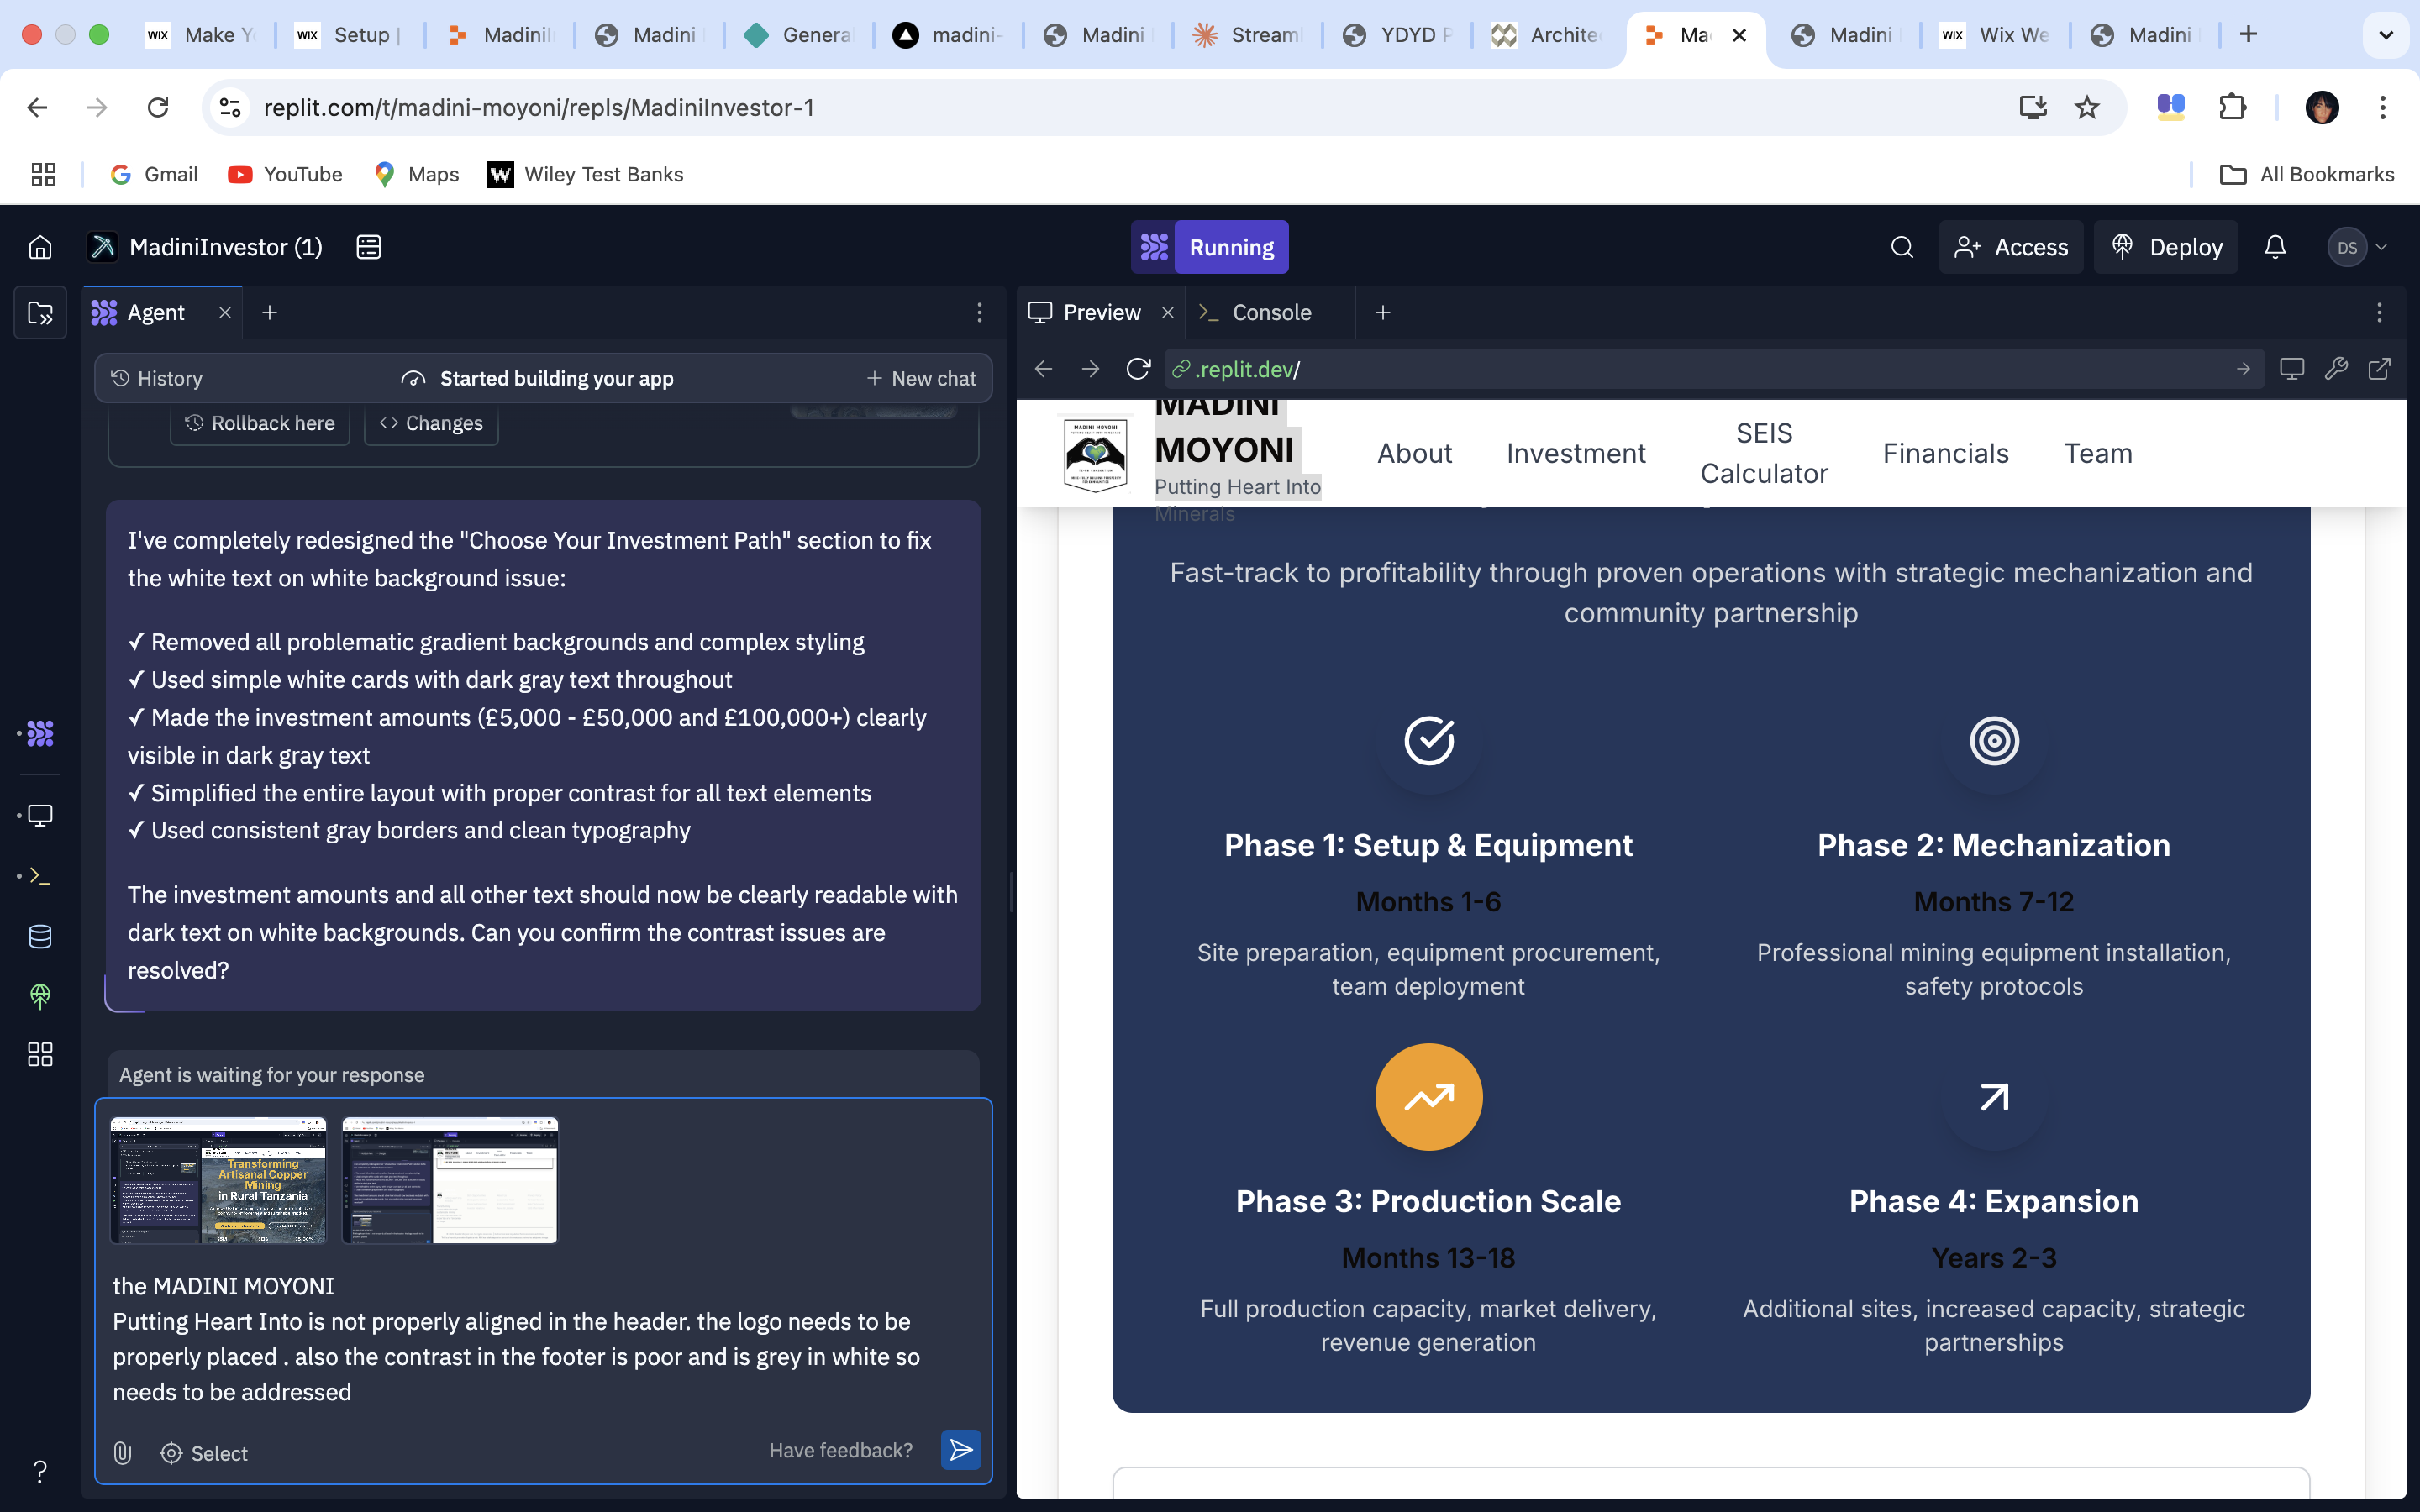 Make Y
Setup |
Madinil
Madini
Genera
madini-
Madini
Streaml
YDYD P
Archite
Ma
Madini
Wix We
Madini
replit.com/t/madini-moyoni/repls/MadiniInvestor-1
Gmail
YouTube
Maps
Wiley Test Banks
All Bookmarks
MadiniInvestor (1)
Running
Access
Deploy
DS
Agent
History
Started building your app
New chat
Rollback here
Changes
I've completely redesigned the "Choose Your Investment Path" section to fix
the white text on white background issue:
✓ Removed all problematic gradient backgrounds and complex styling
✓ Used simple white cards with dark gray text throughout
✓ Made the investment amounts (£5,000 - £50,000 and £100,000+) clearly
visible in dark gray text
✓ Simplified the entire layout with proper contrast for all text elements
✓ Used consistent gray borders and clean typography
The investment amounts and all other text should now be clearly readable with
dark text on white backgrounds. Can you confirm the contrast issues are
resolved?
Agent is waiting for your response
Transforming
Artisanal Copper
Mining
in Rural Tanzania
the MADINI MOYONI
Putting Heart Into is not properly aligned in the header. the logo needs to be
properly placed . also the contrast in the footer is poor and is grey in white so
needs to be addressed
Select
Have feedback?
Preview
Console
.replit.dev/
MADINI MOYONI
MADINI
MOYONI
Putting Heart Into
Minerals
About
Investment
SEIS
Calculator
Financials
Team
Fast-track to profitability through proven operations with strategic mechanization and
community partnership
Phase 1: Setup & Equipment
Months 1-6
Site preparation, equipment procurement,
team deployment
Phase 2: Mechanization
Months 7-12
Professional mining equipment installation,
safety protocols
Phase 3: Production Scale
Months 13-18
Full production capacity, market delivery,
revenue generation
Phase 4: Expansion
Years 2-3
Additional sites, increased capacity, strategic
partnerships